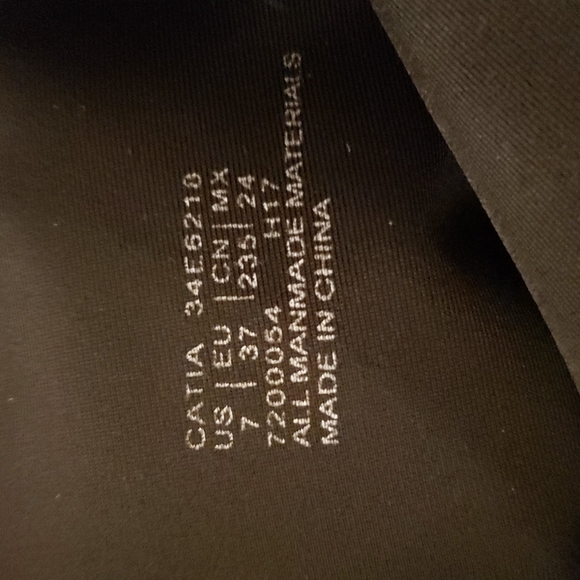 CATIA 34E6210
US | EU | CN | MX
7 | 37 | 235 | 24
7200054 H17
ALL MANMADE MATERIALS
MADE IN CHINA